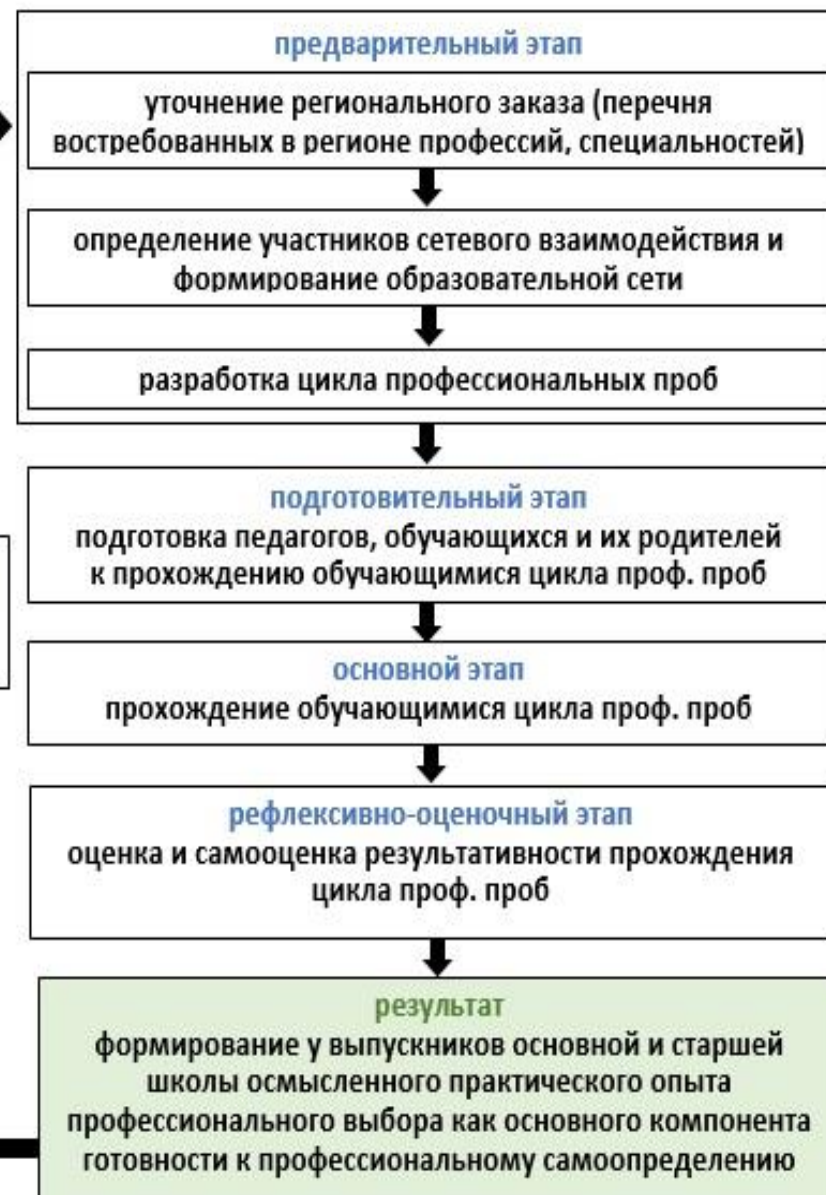 предварительный этап
уточнение регионального заказа (перечня
востребованных в регионе профессий, специальностей)
определение участников сетевого взаимодействия и
формирование образовательной сети
разработка цикла профессиональных проб
подготовительный этап
подготовка педагогов, обучающихся и их родителей
к прохождению обучающимися цикла проф. проб
основной этап
прохождение обучающимися цикла проф. проб
рефлексивно-оценочный этап
оценка и самооценка результативности прохождения
цикла проф. проб
результат
формирование у выпускников основной и старшей
школы осмысленного практического опыта
профессионального выбора как основного компонента
готовности к профессиональному самоопределению